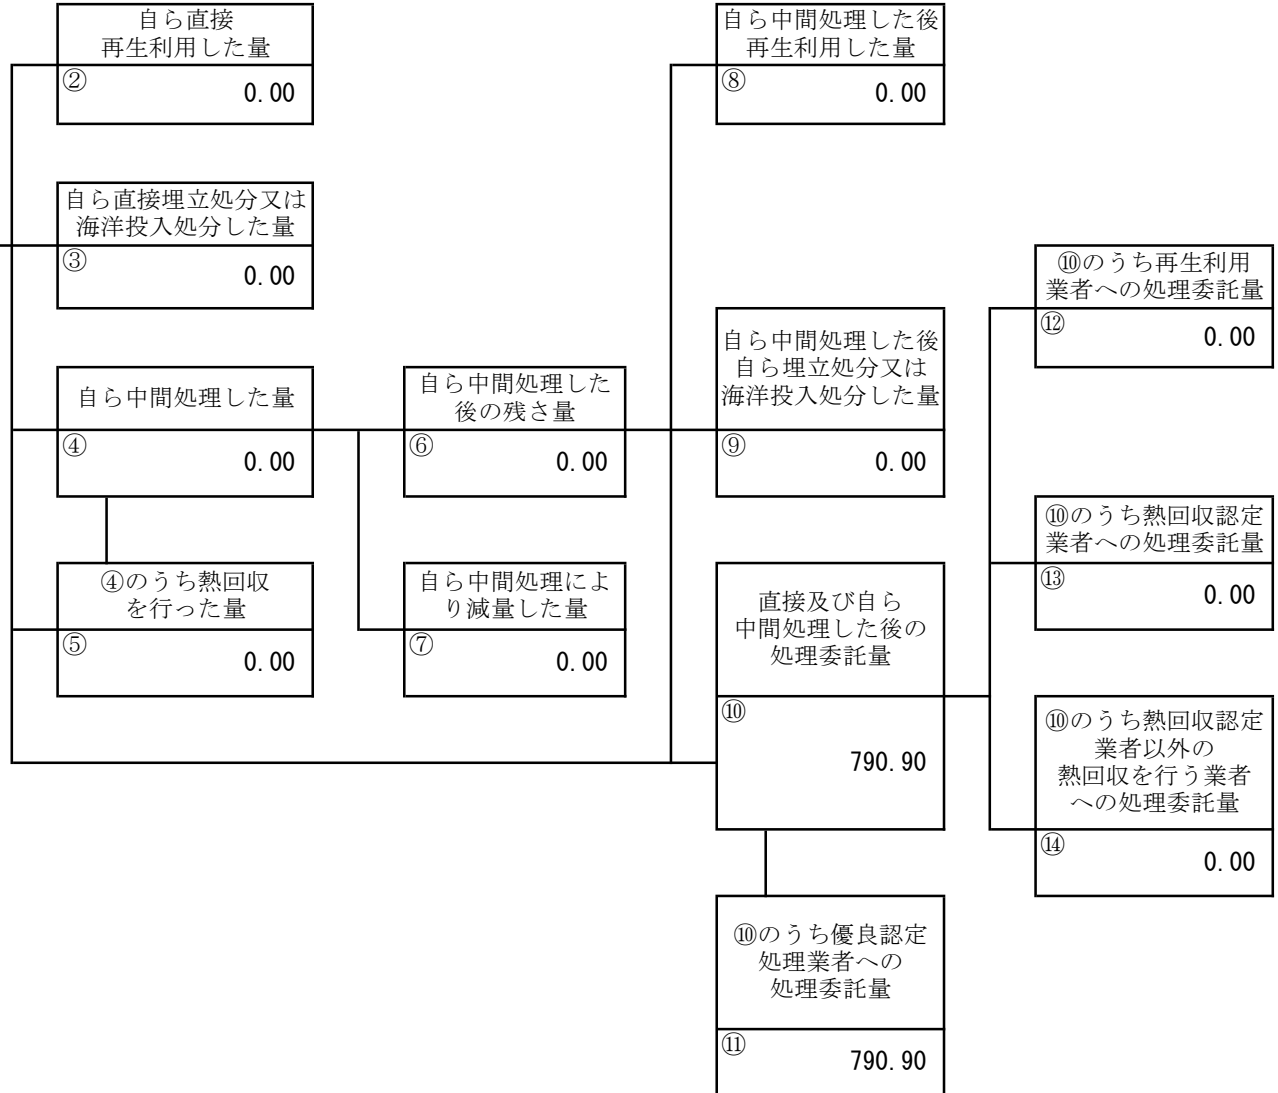 自ら直接
再生利用した量
②
0.00
自ら直接埋立処分又は
海洋投入処分した量
③
0.00
自ら中間処理した量
④
0.00
④のうち熱回収
を行った量
⑤
0.00
自ら中間処理した
後の残さ量
⑥
0.00
自ら中間処理によ
り減量した量
⑦
0.00
自ら中間処理した後
再生利用した量
⑧
0.00
自ら中間処理した後
自ら埋立処分又は
海洋投入処分した量
⑨
0.00
直接及び自ら
中間処理した後の
処理委託量
⑩
790.90
⑩のうち優良認定
処理業者への
処理委託量
⑪
790.90
⑩のうち再生利用
業者への処理委託量
⑫
0.00
⑩のうち熱回収認定
業者への処理委託量
⑬
0.00
⑩のうち熱回収認定
業者以外の
熱回収を行う業者
への処理委託量
⑭
0.00